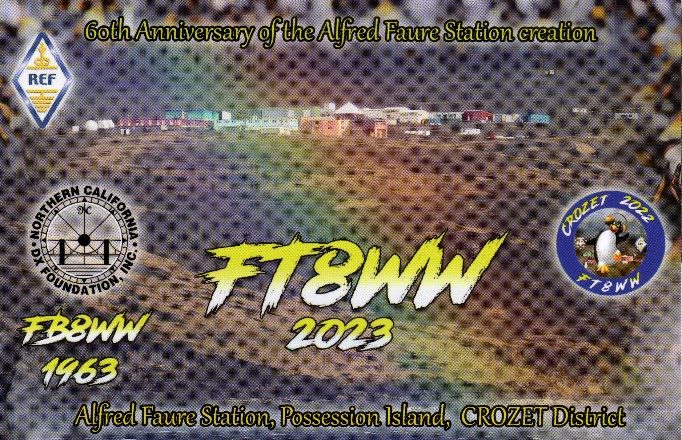 60th Anniversary of the Alfred Faure Station creation
REF
NORTHERN CALIFORNIA
DX FOUNDATION, INC.
CROZET 2022
FT8WW
FT8WW
2023
FB8WW
1963
Alfred Faure Station, Possession Island, CROZET District